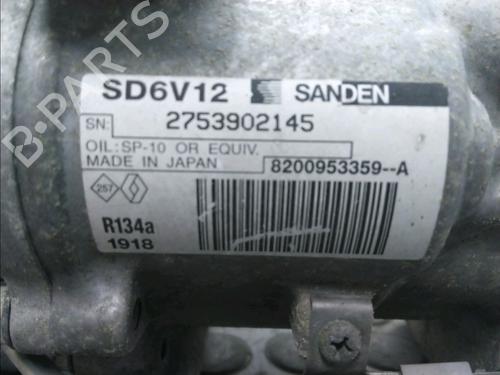 B-PARTS
SD6V12 SANDEN
SN: 2753902145
OIL: SP-10 OR EQUIV.
MADE IN JAPAN 8200953359--A
257
R134a
1918